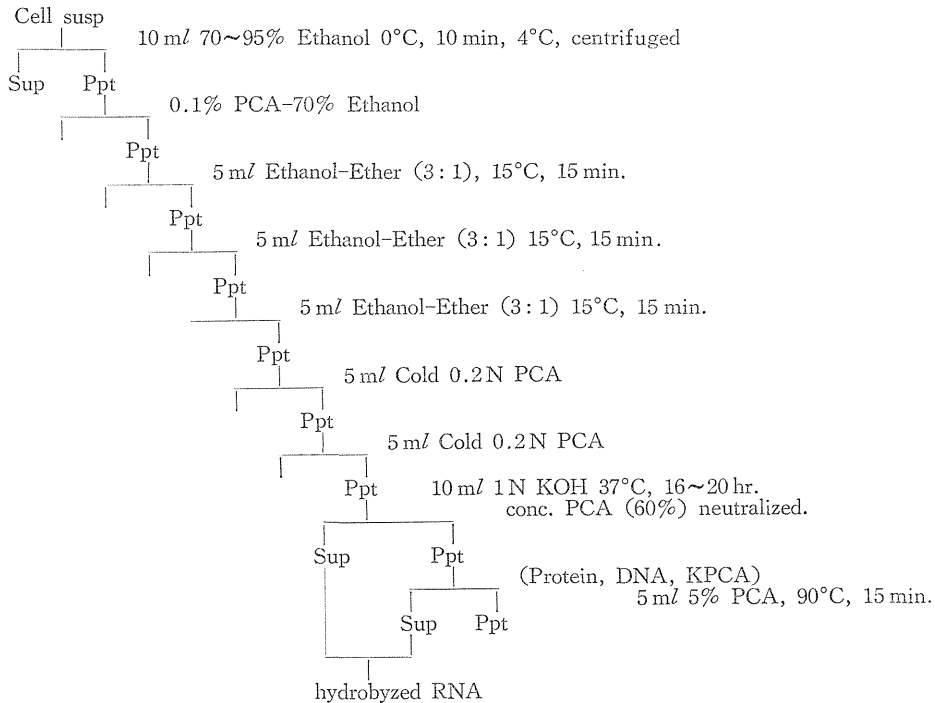 Cell susp
10 ml 70~95% Ethanol 0°C, 10 min, 4°C, centrifuged
Sup Ppt
0.1% PCA-70% Ethanol
Ppt
5 ml Ethanol-Ether (3 : 1), 15°C, 15 min.
Ppt
5 ml Ethanol-Ether (3 : 1) 15°C, 15 min.
Ppt
5 ml Ethanol-Ether (3 : 1) 15°C, 15 min.
Ppt
5 ml Cold 0.2 N PCA
Ppt
5 ml Cold 0.2 N PCA
Ppt 10 ml 1 N KOH 37°C, 16~20 hr.
conc. PCA (60%) neutralized.
Sup Ppt
(Protein, DNA, KPCA)
5 ml 5% PCA, 90°C, 15 min.
Sup Ppt
hydrobyzed RNA